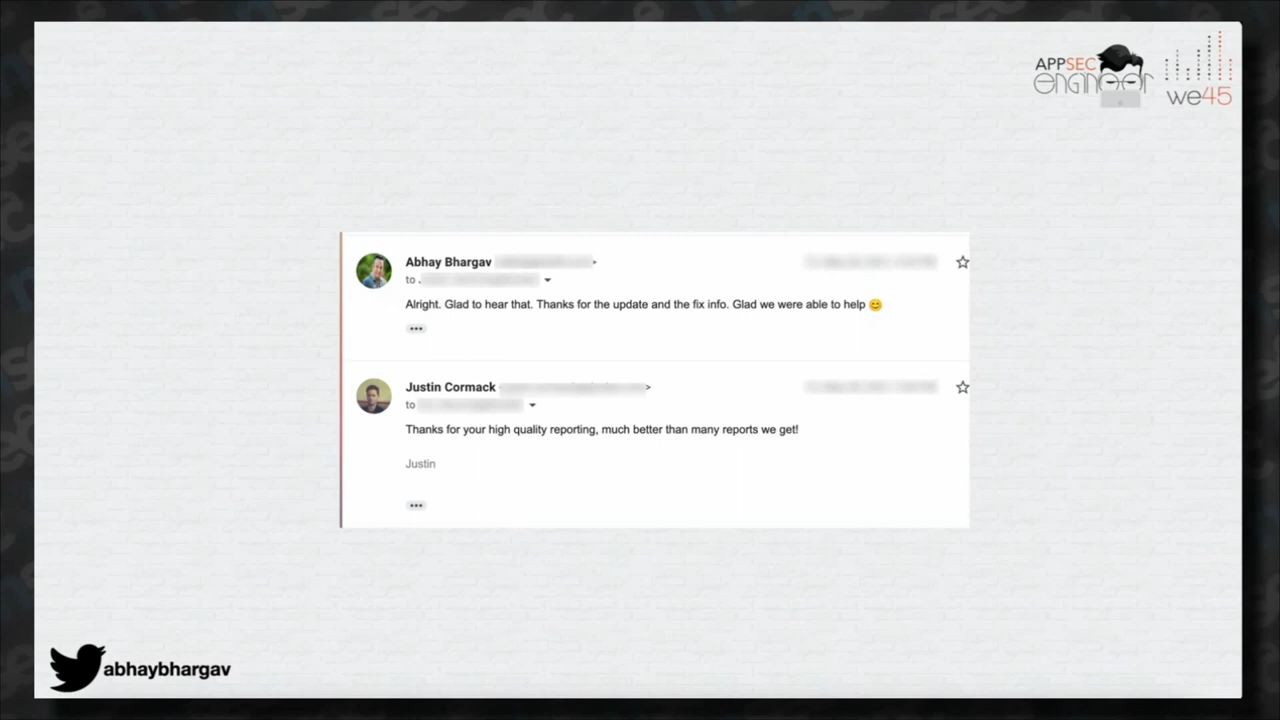 APPSEC
engineer
we45
Abhay Bhargav
to
Alright. Glad to hear that. Thanks for the update and the fix info. Glad we were able to help 😊
Justin Cormack
to
Thanks for your high quality reporting, much better than many reports we get!
Justin
abhaybhargav